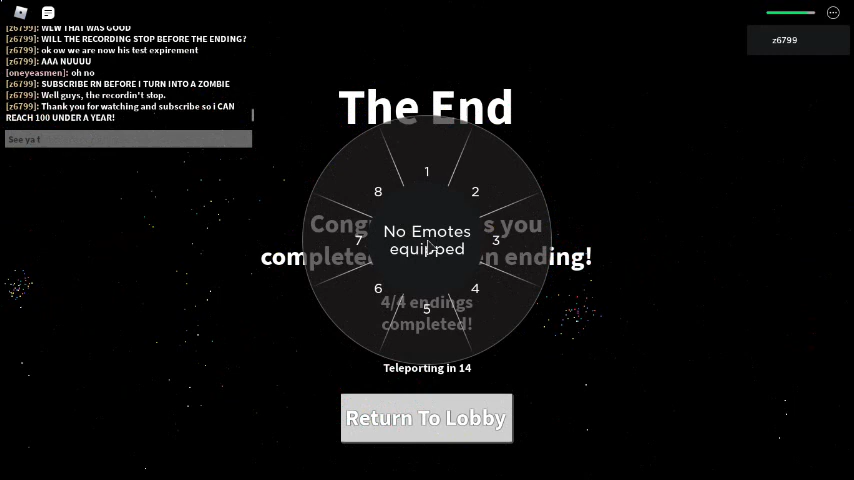 [z6799]: WLW THAT WAS GOOD
[z6799]: WILL THE RECORDING STOP BEFORE THE ENDING?
[z6799]: ok ow we are now his test expirement
[z6799]: AAA NUUUU
[oneyeasmen]: oh no
[z6799]: SUBSCRIBE RN BEFORE I TURN INTO A ZOMBIE
[z6799]: Well guys, the recordin't stop.
[z6799]: Thank you for watching and subscribe so i CAN
REACH 100 UNDER A YEAR!
See ya t
z6799
The End
1
8 2
No Emotes
equipped
7 3
6 4
5
s you
ending!
4/4 endings
completed!
Teleporting in 14
Return To Lobby